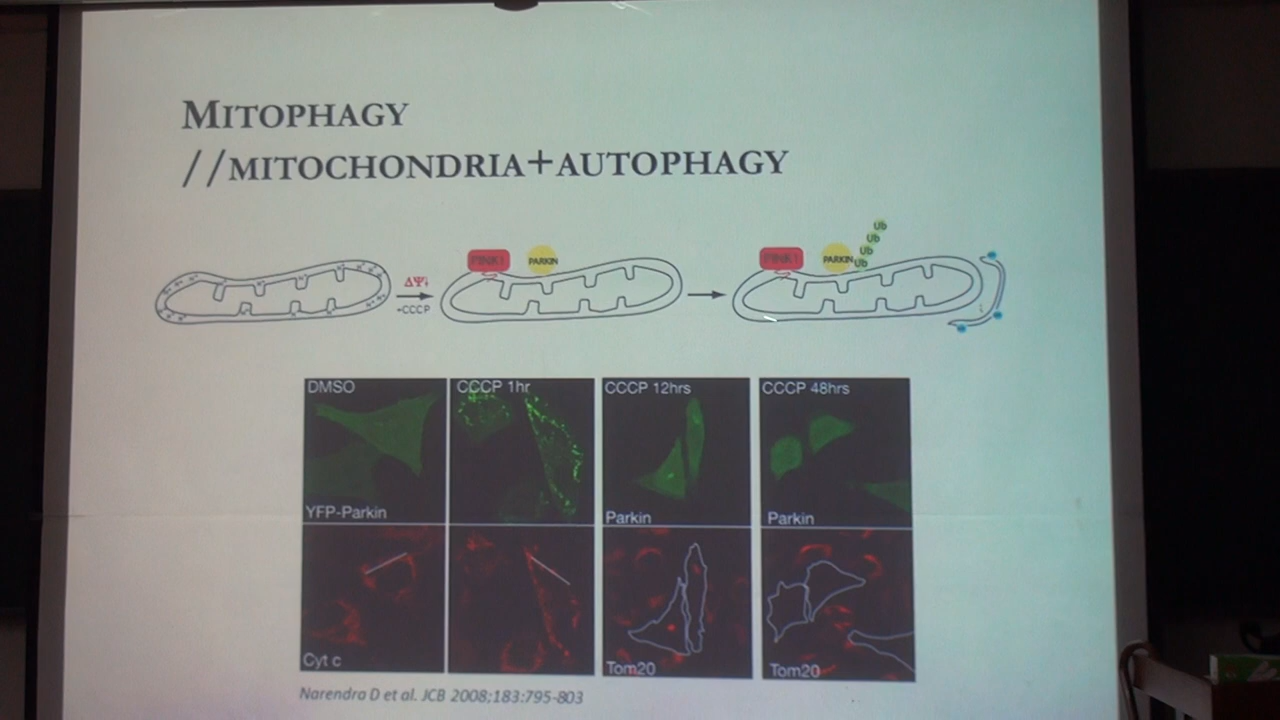 MITOPHAGY
//MITOCHONDRIA+AUTOPHAGY
PINK1 PARKIN
PINK1 PARKIN Ub Ub Ub Ub
+CCCP
DMSO
CCCP 1hr
CCCP 12hrs
CCCP 48hrs
YFP-Parkin
Parkin
Parkin
Cyt c
Tom20
Tom20
Narendra D et al. JCB 2008;183:795-803